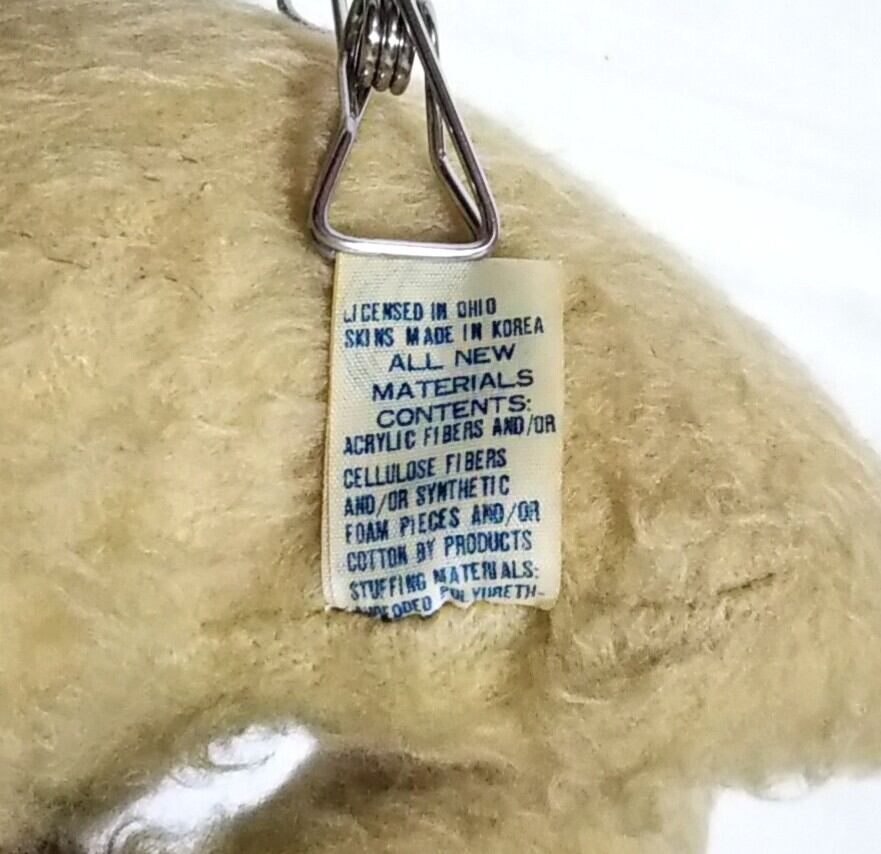 LICENSED IN OHIO
SKINS MADE IN KOREA
ALL NEW
MATERIALS
CONTENTS:
ACRYLIC FIBERS AND/OR
CELLULOSE FIBERS
AND/OR SYNTHETIC
FOAM PIECES AND/OR
COTTON BY PRODUCTS
STUFFING MATERIALS:
POLYURETH-